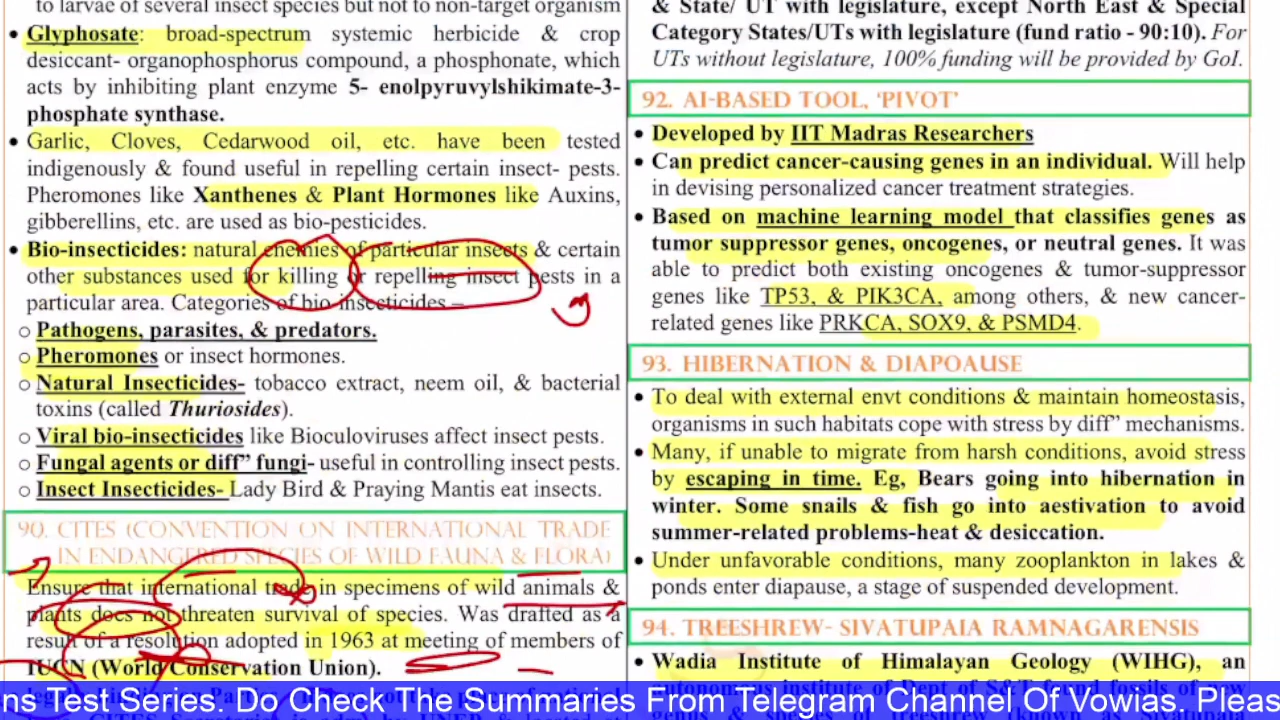 to larvae of several insect species but not to non-target organism
• Glyphosate: broad-spectrum systemic herbicide & crop
desiccant- organophosphorus compound, a phosphonate, which
acts by inhibiting plant enzyme 5- enolpyruvylshikimate-3-
phosphate synthase.
• Garlic, Cloves, Cedarwood oil, etc. have been tested
indigenously & found useful in repelling certain insect- pests.
Pheromones like Xanthenes & Plant Hormones like Auxins,
gibberellins, etc. are used as bio-pesticides.
• Bio-insecticides: natural enemies of particular insects & certain
other substances used for killing or repelling insect pests in a
particular area. Categories of bio-insecticides –
o Pathogens, parasites, & predators.
o Pheromones or insect hormones.
o Natural Insecticides- tobacco extract, neem oil, & bacterial
toxins (called Thuriosides).
o Viral bio-insecticides like Bioculoviruses affect insect pests.
o Fungal agents or diff” fungi- useful in controlling insect pests.
o Insect Insecticides- Lady Bird & Praying Mantis eat insects.
90. CITES (CONVENTION ON INTERNATIONAL TRADE
IN ENDANGERED SPECIES OF WILD FAUNA & FLORA)
Ensure that international trade in specimens of wild animals &
plants does not threaten survival of species. Was drafted as a
result of a resolution adopted in 1963 at meeting of members of
IUCN (World Conservation Union).
& State/ UT with legislature, except North East & Special
Category States/UTs with legislature (fund ratio - 90:10). For
UTs without legislature, 100% funding will be provided by GoI.
92. AI-BASED TOOL, ‘PIVOT’
• Developed by IIT Madras Researchers
• Can predict cancer-causing genes in an individual. Will help
in devising personalized cancer treatment strategies.
• Based on machine learning model that classifies genes as
tumor suppressor genes, oncogenes, or neutral genes. It was
able to predict both existing oncogenes & tumor-suppressor
genes like TP53, & PIK3CA, among others, & new cancer-
related genes like PRKCA, SOX9, & PSMD4.
93. HIBERNATION & DIAPOAUSE
• To deal with external envt conditions & maintain homeostasis,
organisms in such habitats cope with stress by diff” mechanisms.
• Many, if unable to migrate from harsh conditions, avoid stress
by escaping in time. Eg, Bears going into hibernation in
winter. Some snails & fish go into aestivation to avoid
summer-related problems-heat & desiccation.
• Under unfavorable conditions, many zooplankton in lakes &
ponds enter diapause, a stage of suspended development.
94. TREESHREW- SIVATUPAIA RAMNAGARENSIS
• Wadia Institute of Himalayan Geology (WIHG), an
ns Test Series. Do Check The Summaries From Telegram Channel Of Vowias. Pleas